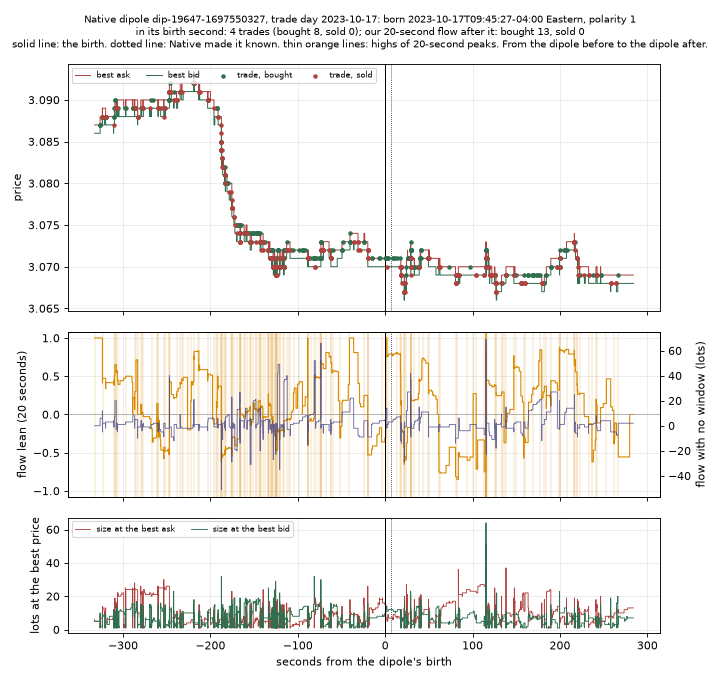 Native dipole dip-19647-1697550327, trade day 2023-10-17: born 2023-10-17T09:45:27-04:00 Eastern, polarity 1
in its birth second: 4 trades (bought 8, sold 0); our 20-second flow after it: bought 13, sold 0
solid line: the birth. dotted line: Native made it known. thin orange lines: highs of 20-second peaks. From the dipole before to the dipole after.
best ask
best bid
trade, bought
trade, sold
3.090
3.085
3.080
3.075
3.070
3.065
price
1.0
0.5
0.0
−0.5
−1.0
flow lean (20 seconds)
60
40
20
0
−20
−40
flow with no window (lots)
size at the best ask
size at the best bid
60
40
20
0
lots at the best price
−300
−200
−100
0
100
200
300
seconds from the dipole's birth